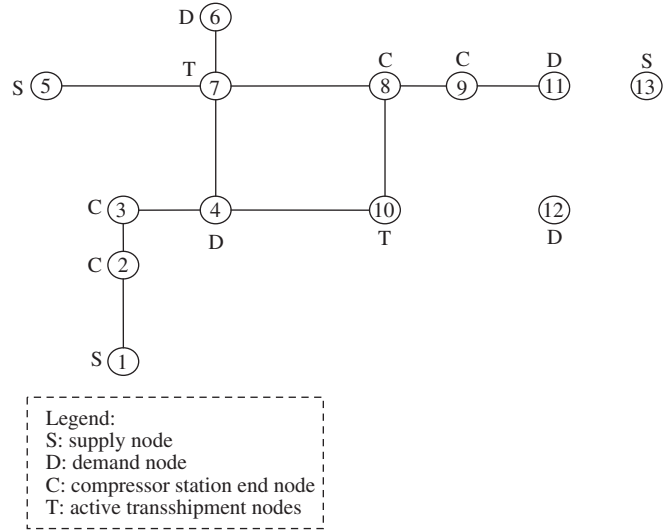 D 6
T C C D S
S 5 7 8 9 11 13
C 3 4 10 12
D T D
C 2
S 1
Legend:
S: supply node
D: demand node
C: compressor station end node
T: active transshipment nodes